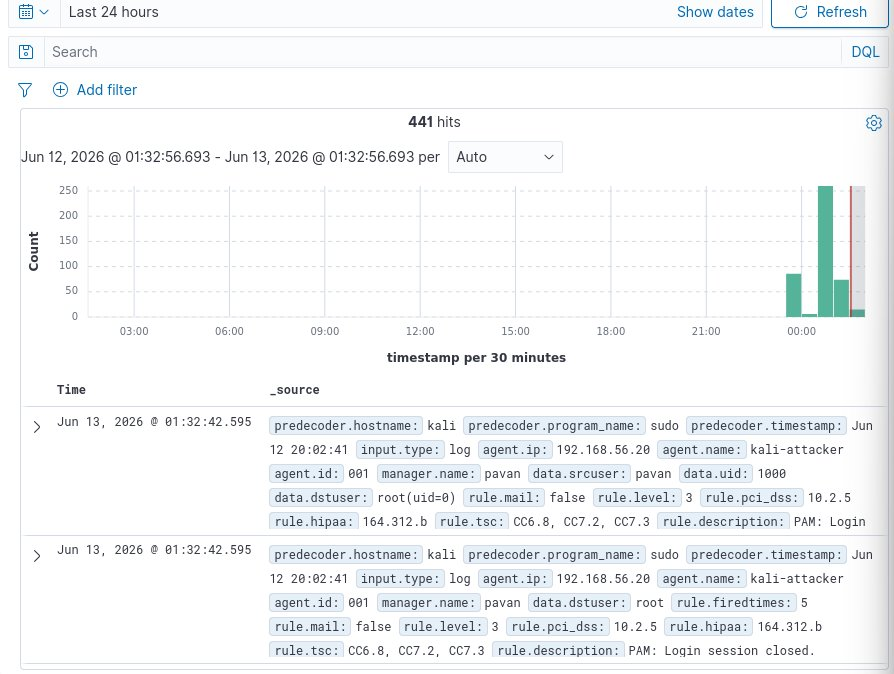 Last 24 hours Show dates Refresh
Search DQL
Add filter
441 hits
Jun 12, 2026 @ 01:32:56.693 - Jun 13, 2026 @ 01:32:56.693 per Auto
250
200
150
100
50
0
Count
03:00 06:00 09:00 12:00 15:00 18:00 21:00 00:00
timestamp per 30 minutes
Time _source
Jun 13, 2026 @ 01:32:42.595 predecoder.hostname: kali predecoder.program_name: sudo predecoder.timestamp: Jun
12 20:02:41 input.type: log agent.ip: 192.168.56.20 agent.name: kali-attacker
agent.id: 001 manager.name: pavan data.srcuser: pavan data.uid: 1000
data.dstuser: root(uid=0) rule.mail: false rule.level: 3 rule.pci_dss: 10.2.5
rule.hipaa: 164.312.b rule.tsc: CC6.8, CC7.2, CC7.3 rule.description: PAM: Login
Jun 13, 2026 @ 01:32:42.595 predecoder.hostname: kali predecoder.program_name: sudo predecoder.timestamp: Jun
12 20:02:41 input.type: log agent.ip: 192.168.56.20 agent.name: kali-attacker
agent.id: 001 manager.name: pavan data.dstuser: root rule.firedtimes: 5
rule.mail: false rule.level: 3 rule.pci_dss: 10.2.5 rule.hipaa: 164.312.b
rule.tsc: CC6.8, CC7.2, CC7.3 rule.description: PAM: Login session closed.